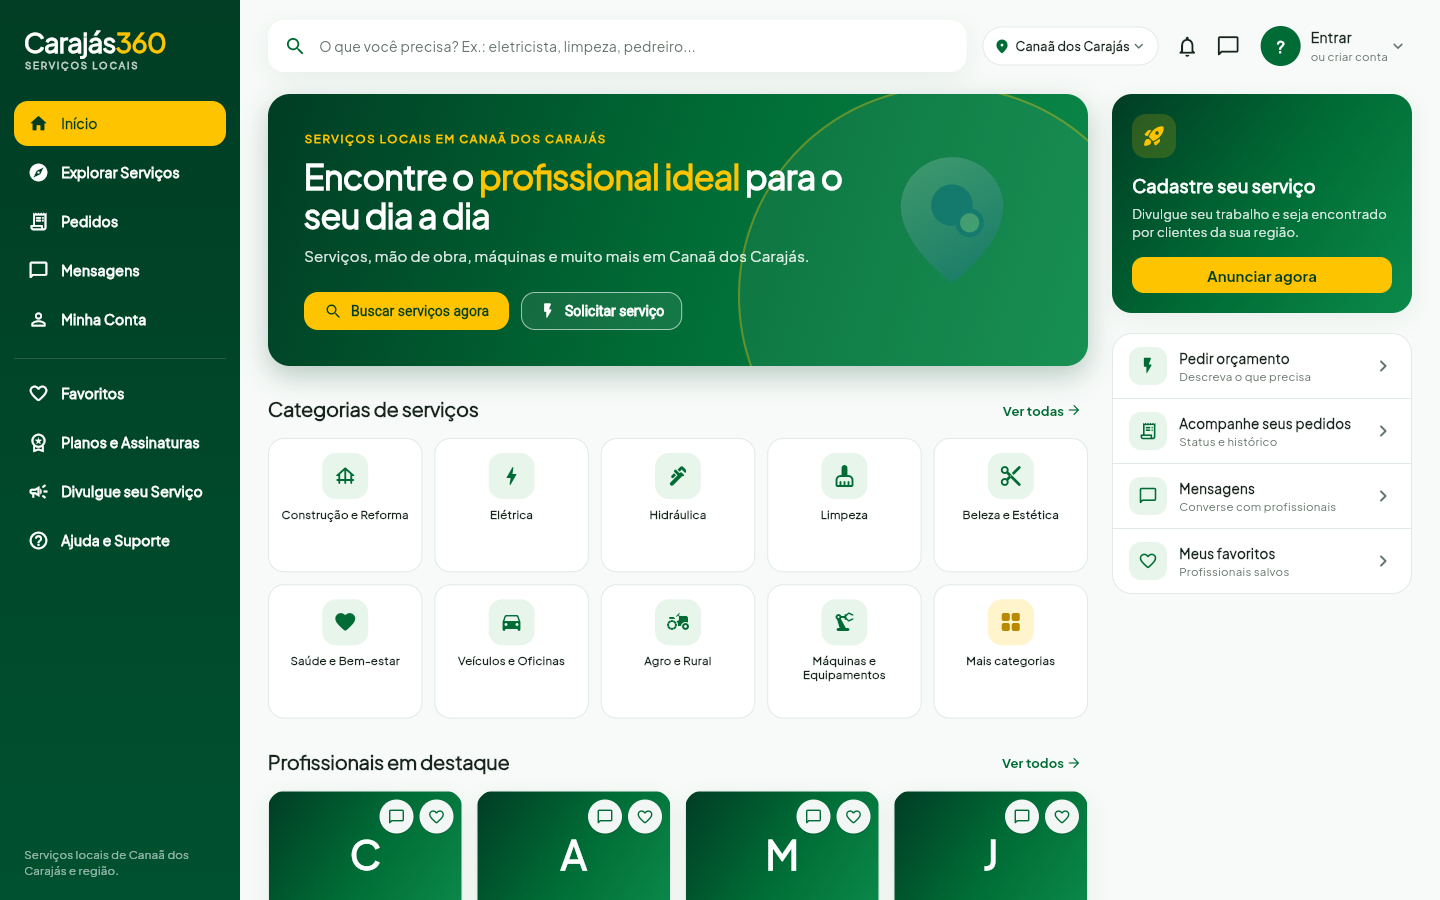 Carajás360
SERVIÇOS LOCAIS
Início
Explorar Serviços
Pedidos
Mensagens
Minha Conta
Favoritos
Planos e Assinaturas
Divulgue seu Serviço
Ajuda e Suporte
Serviços locais de Canaã dos
Carajás e região.
O que você precisa? Ex.: eletricista, limpeza, pedreiro...
Canaã dos Carajás
?
Entrar
ou criar conta
SERVIÇOS LOCAIS EM CANAÃ DOS CARAJÁS
Encontre o profissional ideal para o
seu dia a dia
Serviços, mão de obra, máquinas e muito mais em Canaã dos Carajás.
Buscar serviços agora
Solicitar serviço
Categorias de serviços
Ver todas
Construção e Reforma
Elétrica
Hidráulica
Limpeza
Beleza e Estética
Saúde e Bem-estar
Veículos e Oficinas
Agro e Rural
Máquinas e
Equipamentos
Mais categorias
Profissionais em destaque
Ver todos
C
A
M
J
Cadastre seu serviço
Divulgue seu trabalho e seja encontrado
por clientes da sua região.
Anunciar agora
Pedir orçamento
Descreva o que precisa
Acompanhe seus pedidos
Status e histórico
Mensagens
Converse com profissionais
Meus favoritos
Profissionais salvos